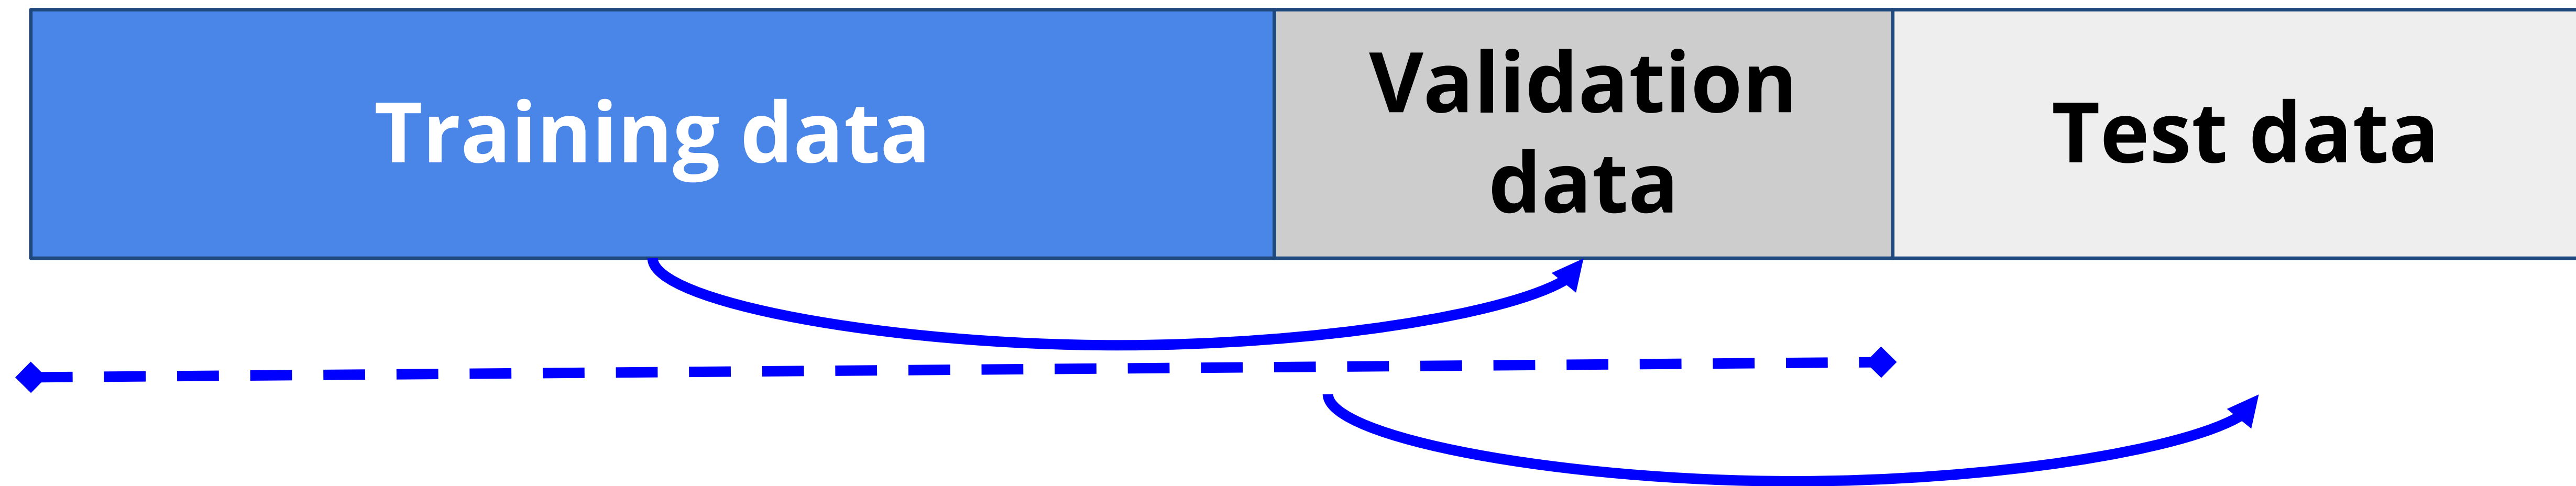 Training data
Validation
data
Test data